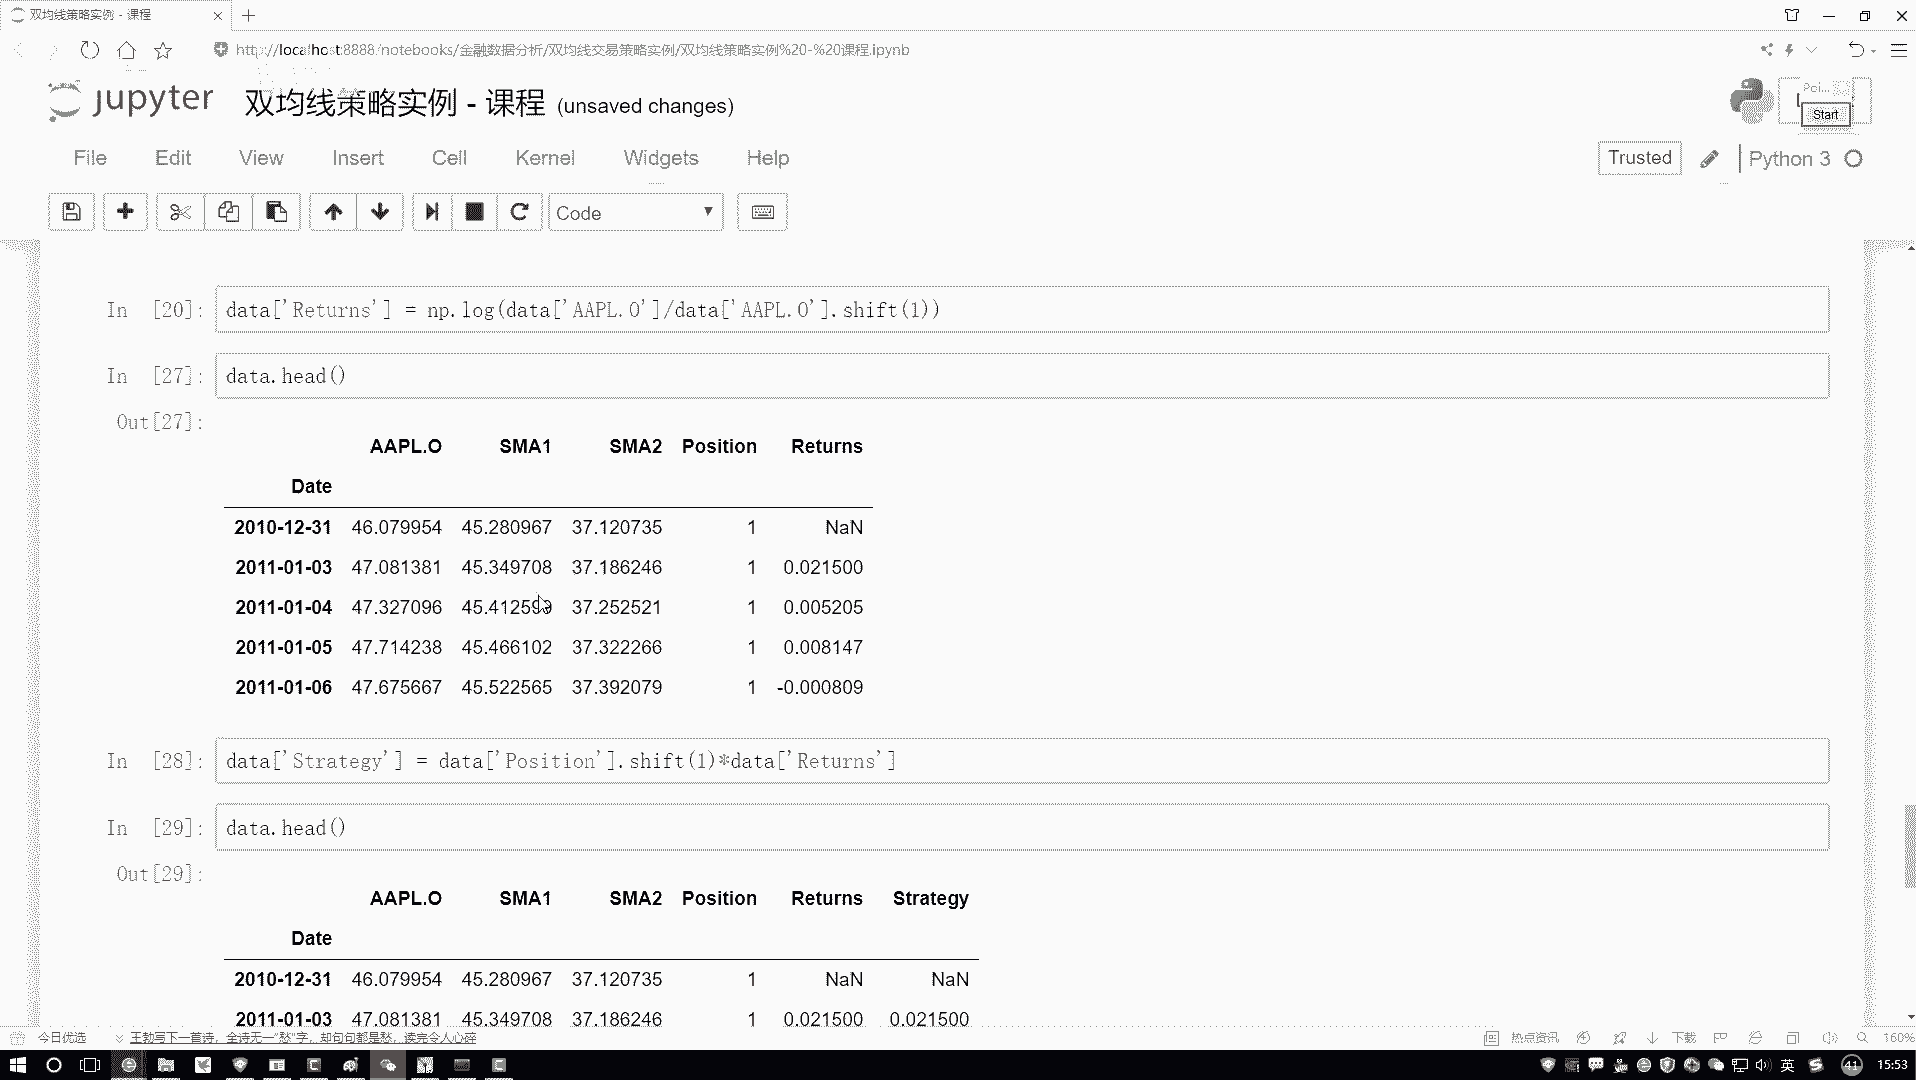 双均线策略实例 - 课程
http://localhost:8888/notebooks/金融数据分析/双均线交易策略实例/双均线策略实例%20-%20课程.ipynb
jupyter 双均线策略实例 - 课程 (unsaved changes)
Poi...
Start
File Edit View Insert Cell Kernel Widgets Help
Trusted Python 3
Code
In [20]: data['Returns'] = np.log(data['AAPL.O']/data['AAPL.O'].shift(1))
In [27]: data.head()
Out[27]:
AAPL.O SMA1 SMA2 Position Returns
Date
2010-12-31 46.079954 45.280967 37.120735 1 NaN
2011-01-03 47.081381 45.349708 37.186246 1 0.021500
2011-01-04 47.327096 45.412599 37.252521 1 0.005205
2011-01-05 47.714238 45.466102 37.322266 1 0.008147
2011-01-06 47.675667 45.522565 37.392079 1 -0.000809
In [28]: data['Strategy'] = data['Position'].shift(1)*data['Returns']
In [29]: data.head()
Out[29]:
AAPL.O SMA1 SMA2 Position Returns Strategy
Date
2010-12-31 46.079954 45.280967 37.120735 1 NaN NaN
2011-01-03 47.081381 45.349708 37.186246 1 0.021500 0.021500
今日优选 王勃写下一首诗，全诗无一"愁"字，却句句都是愁，读完令人心碎 热点资讯 下载 160%
英 41 15:53